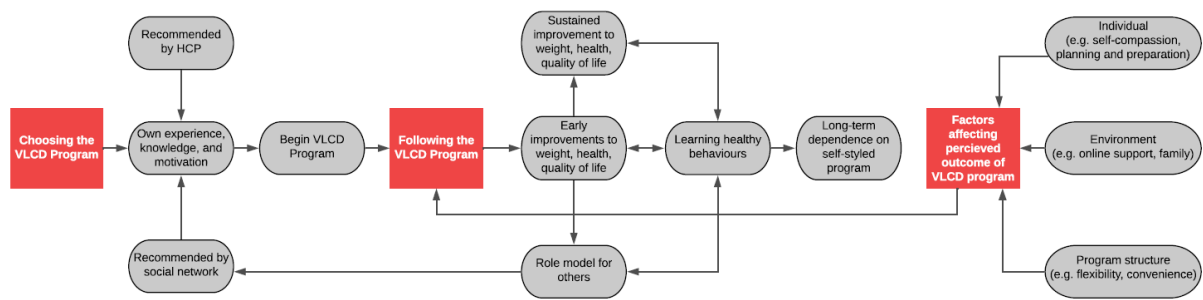 Recommended
by HCP
Sustained
improvement to
weight, health,
quality of life
Individual
(e.g. self-compassion,
planning and preparation)
Choosing the
VLCD Program
Own experience,
knowledge, and
motivation
Begin VLCD
Program
Following the
VLCD Program
Early
improvements to
weight, health,
quality of life
Learning healthy
behaviours
Long-term
dependence on
self-styled
program
Factors
affecting
percieved
outcome of
VLCD program
Environment
(e.g. online support, family)
Recommended by
social network
Role model for
others
Program structure
(e.g. flexibility, convenience)